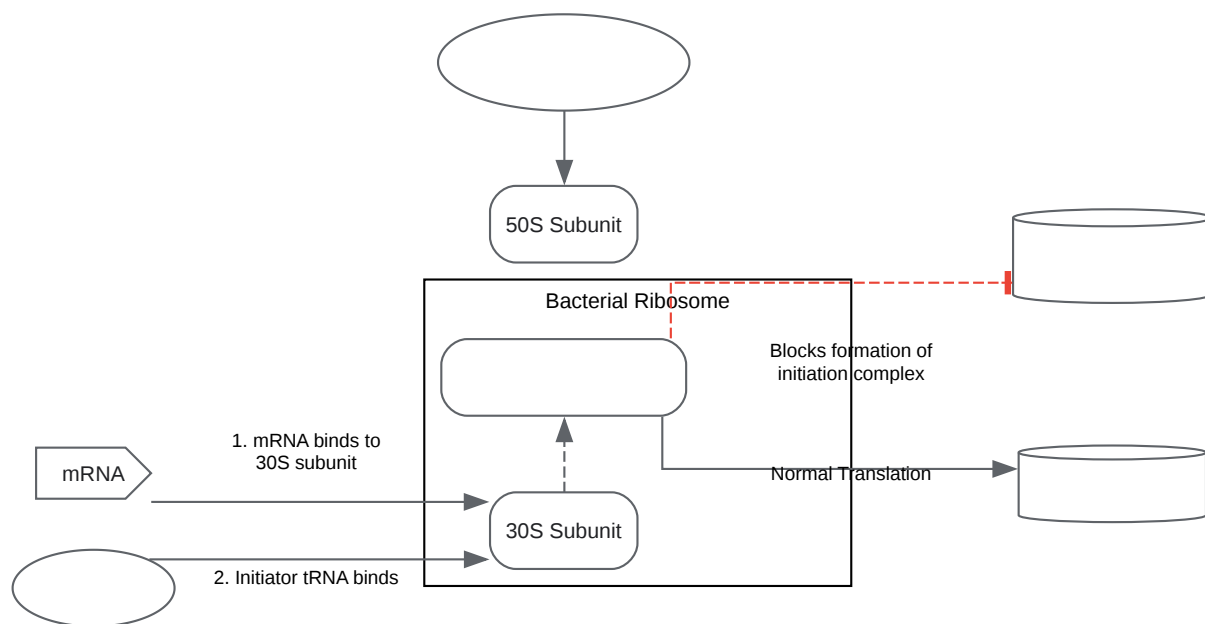 50S Subunit
Bacterial Ribosome
Blocks formation of
initiation complex
1. mRNA binds to
30S subunit
mRNA
Normal Translation
30S Subunit
2. Initiator tRNA binds